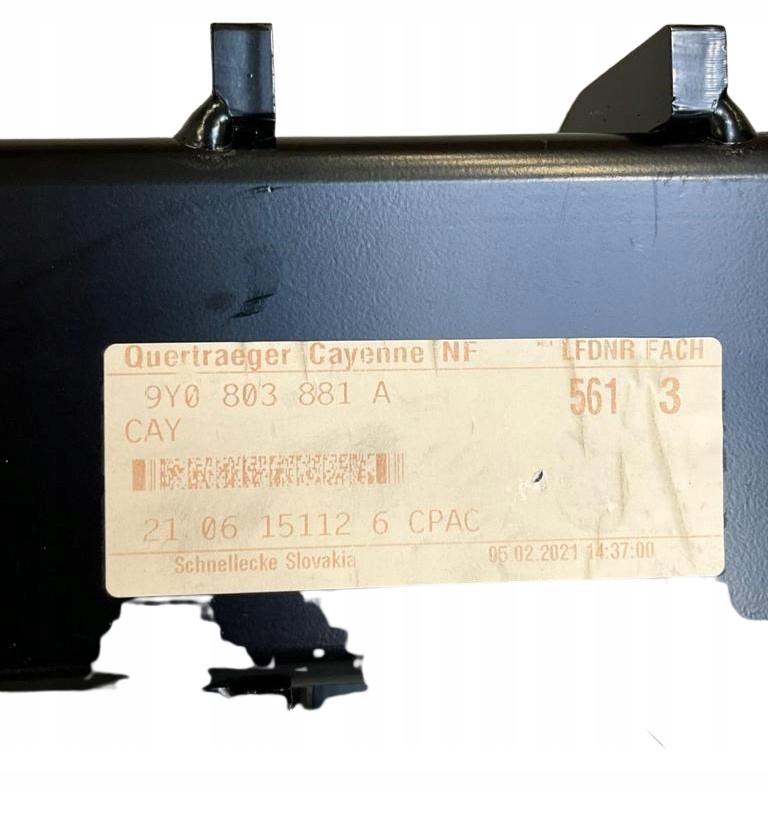 Quertraeger Cayenne NF LFDNR FACH
9Y0 803 881 A 561 3
CAY
21 06 15112 6 CPAC
Schnellecke Slovakia 05.02.2021 14:37:00